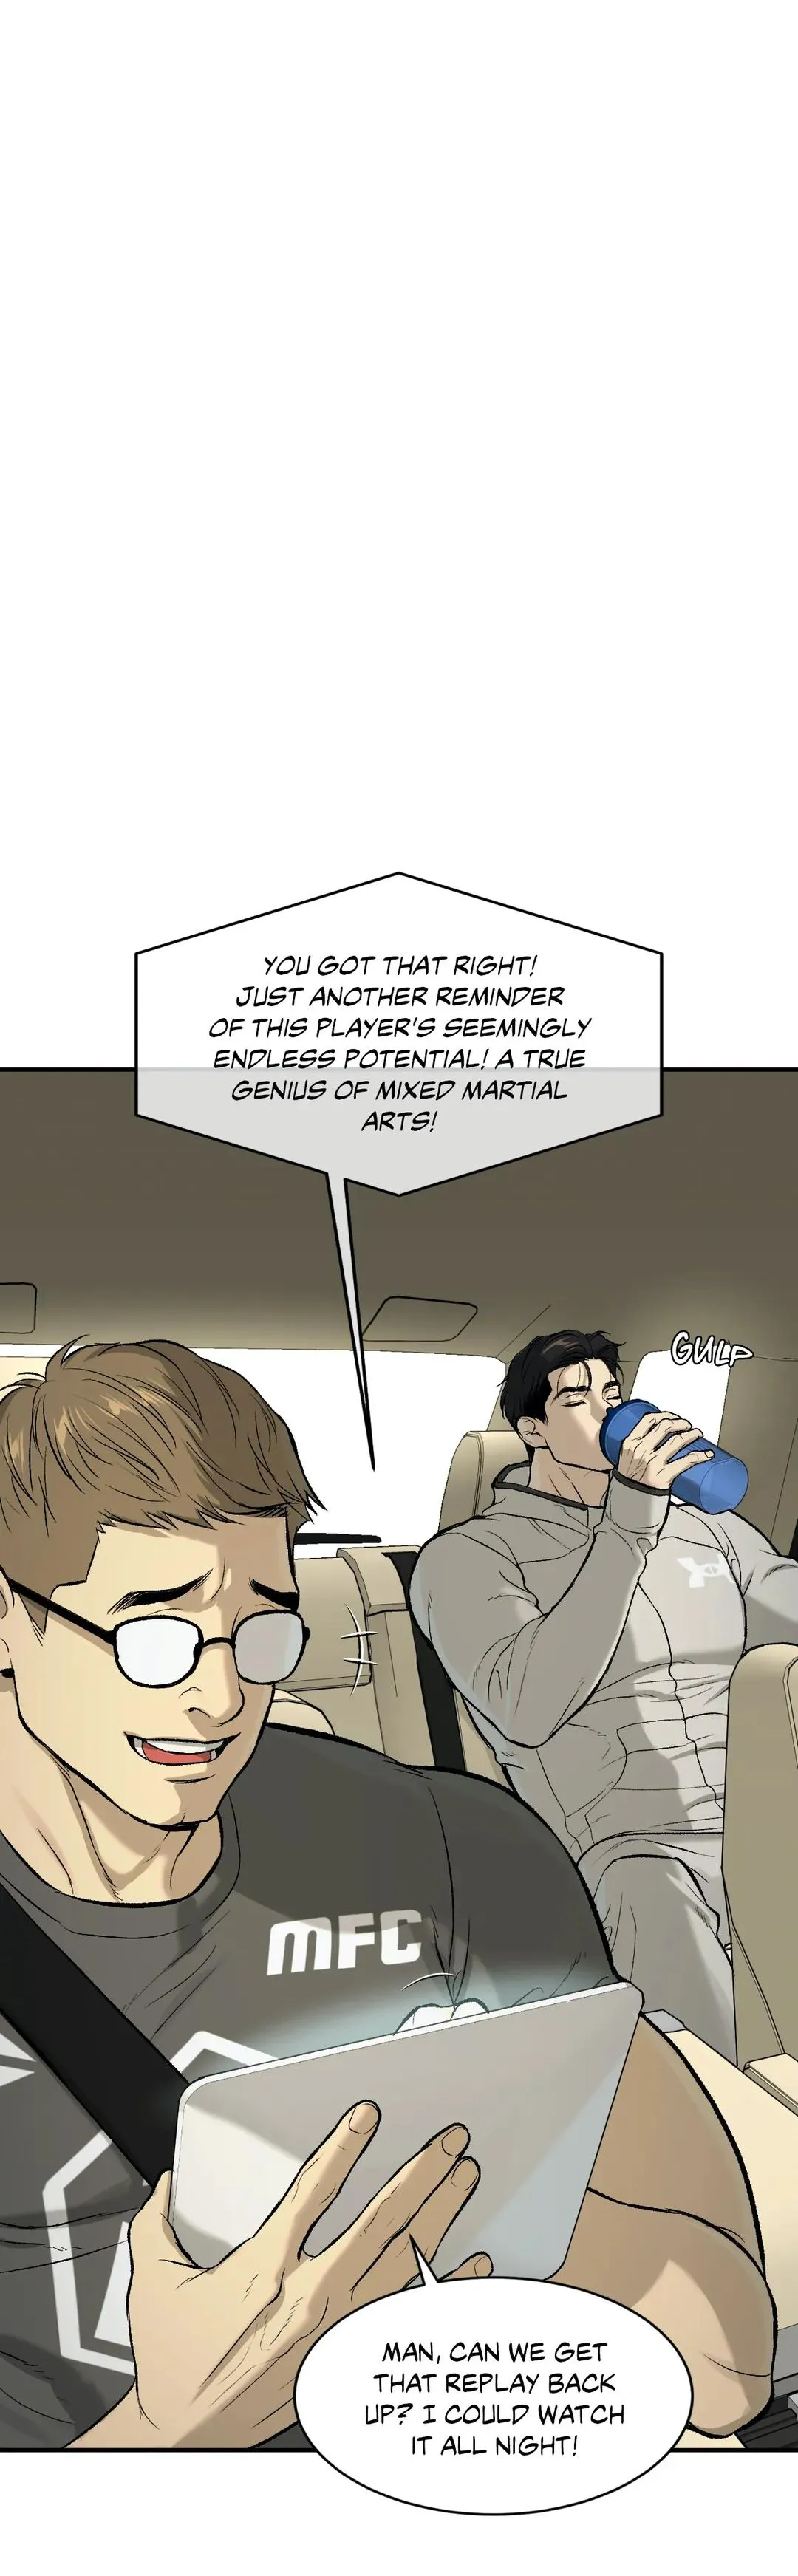 YOU GOT THAT RIGHT!
JUST ANOTHER REMINDER
OF THIS PLAYER'S SEEMINGLY
ENDLESS POTENTIAL! A TRUE
GENIUS OF MIXED MARTIAL
ARTS!
GULP
MFC
MAN, CAN WE GET
THAT REPLAY BACK
UP? I COULD WATCH
IT ALL NIGHT!